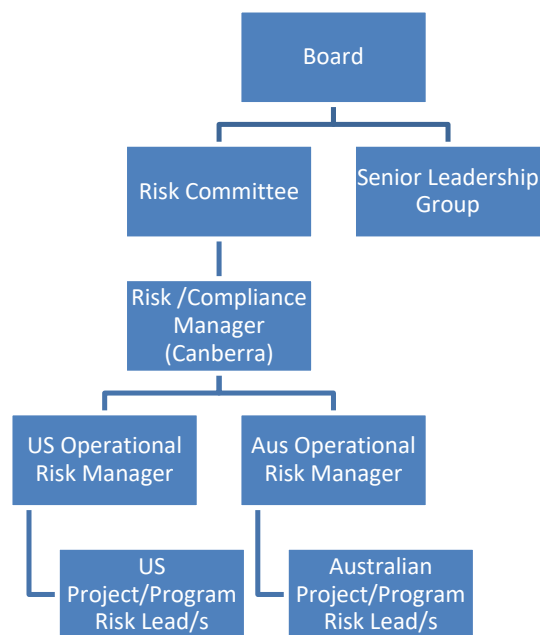 Board
Risk Committee
Senior Leadership
Group
Risk /Compliance
Manager
(Canberra)
US Operational
Risk Manager
Aus Operational
Risk Manager
US
Project/Program
Risk Lead/s
Australian
Project/Program
Risk Lead/s